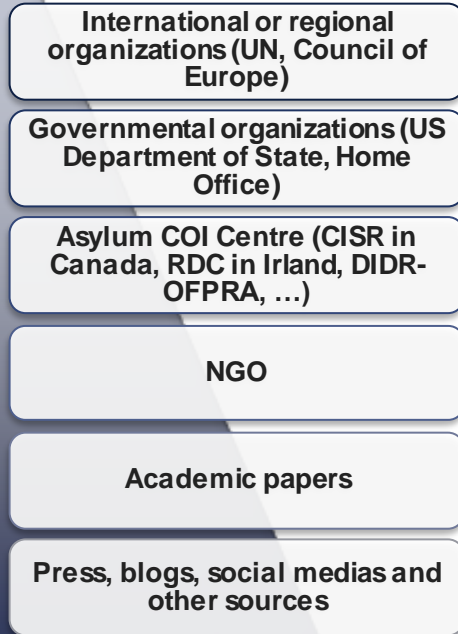 International or regional
organizations (UN, Council of
Europe)
Governmental organizations (US
Department of State, Home
Office)
Asylum COI Centre (CISR in
Canada, RDC in Irland, DIDR-
OFPRA, …)
NGO
Academic papers
Press, blogs, social medias and
other sources